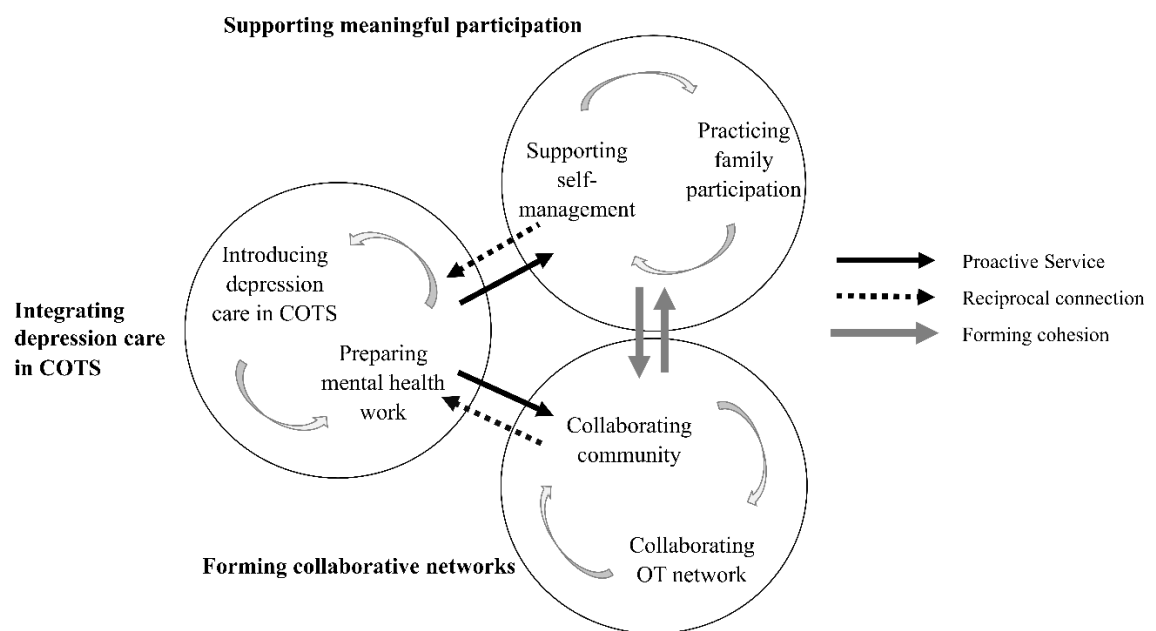 Supporting meaningful participation
Supporting
self-
management
Practicing
family
participation
Integrating
depression care
in COTS
Introducing
depression
care in COTS
Preparing
mental health
work
Collaborating
community
Collaborating
OT network
Forming collaborative networks
Proactive Service
Reciprocal connection
Forming cohesion